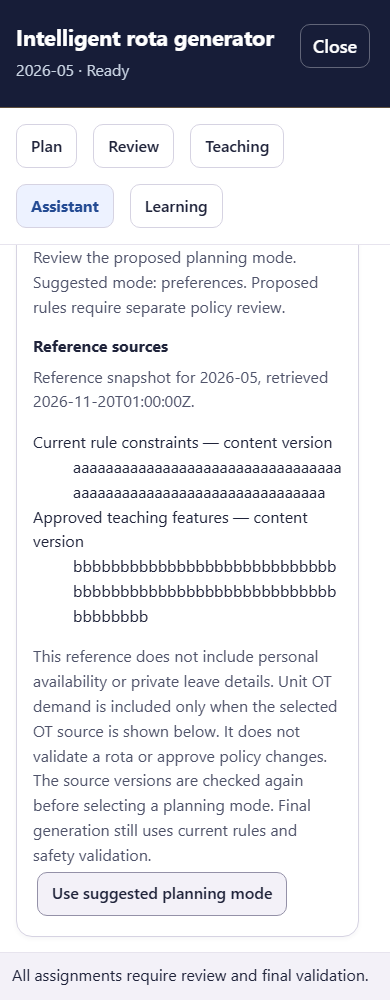 Intelligent rota generator
2026-05 · Ready
Close
Plan
Review
Teaching
Assistant
Learning
Review the proposed planning mode.
Suggested mode: preferences. Proposed
rules require separate policy review.
Reference sources
Reference snapshot for 2026-05, retrieved
2026-11-20T01:00:00Z.
Current rule constraints — content version
aaaaaaaaaaaaaaaaaaaaaaaaaaaaaaaaa
aaaaaaaaaaaaaaaaaaaaaaaaaaaaaaa
Approved teaching features — content
version
bbbbbbbbbbbbbbbbbbbbbbbbbbbb
bbbbbbbbbbbbbbbbbbbbbbbbbbbb
bbbbbbbb
This reference does not include personal
availability or private leave details. Unit OT
demand is included only when the selected
OT source is shown below. It does not
validate a rota or approve policy changes.
The source versions are checked again
before selecting a planning mode. Final
generation still uses current rules and
safety validation.
Use suggested planning mode
All assignments require review and final validation.